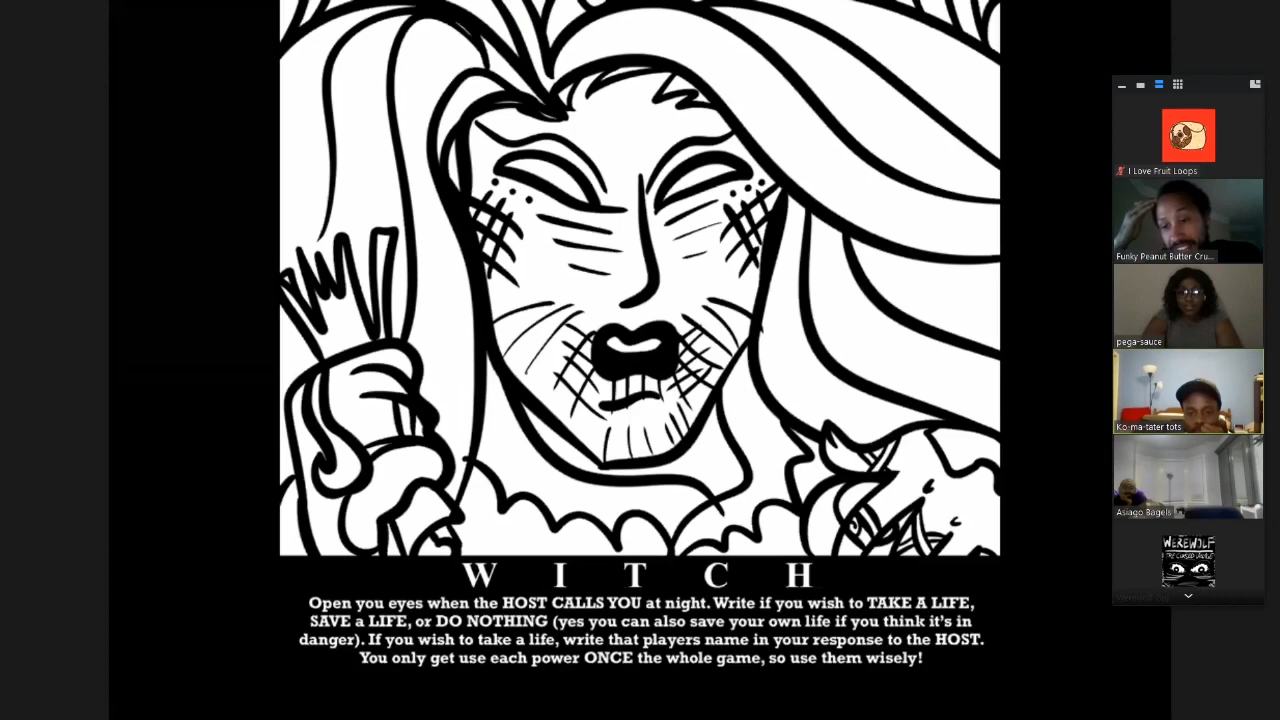 I Love Fruit Loops
Funky Peanut Butter Cru...
pega-sauce
Ko-ma-tater tots
Asiago Bagels
WEREWOLF
THE CURSED
WITCH
Open you eyes when the HOST CALLS YOU at night. Write if you wish to TAKE A LIFE,
SAVE a LIFE, or DO NOTHING (yes you can also save your own life if you think it's in
danger). If you wish to take a life, write that players name in your response to the HOST.
You only get use each power ONCE the whole game, so use them wisely!